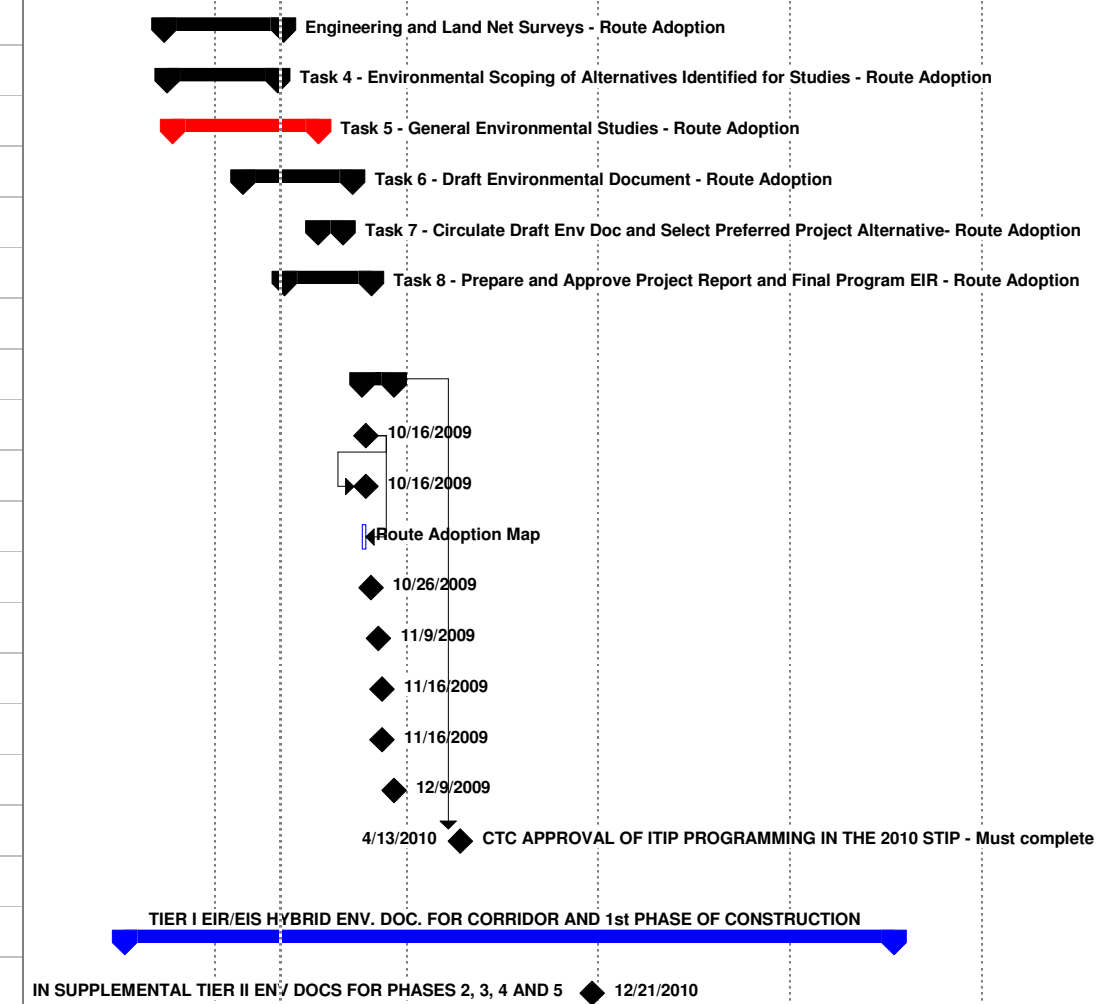 Engineering and Land Net Surveys - Route Adoption
Task 4 - Environmental Scoping of Alternatives Identified for Studies - Route Adoption
Task 5 - General Environmental Studies - Route Adoption
Task 6 - Draft Environmental Document - Route Adoption
Task 7 - Circulate Draft Env Doc and Select Preferred Project Alternative- Route Adoption
Task 8 - Prepare and Approve Project Report and Final Program EIR - Route Adoption
10/16/2009
10/16/2009
Route Adoption Map
10/26/2009
11/9/2009
11/16/2009
11/16/2009
12/9/2009
4/13/2010 CTC APPROVAL OF ITIP PROGRAMMING IN THE 2010 STIP - Must complete
TIER I EIR/EIS HYBRID ENV. DOC. FOR CORRIDOR AND 1st PHASE OF CONSTRUCTION
IN SUPPLEMENTAL TIER II ENV DOCS FOR PHASES 2, 3, 4 AND 5 12/21/2010